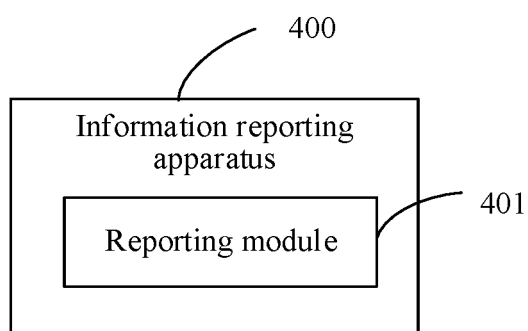 400
Information reporting
apparatus
401
Reporting module